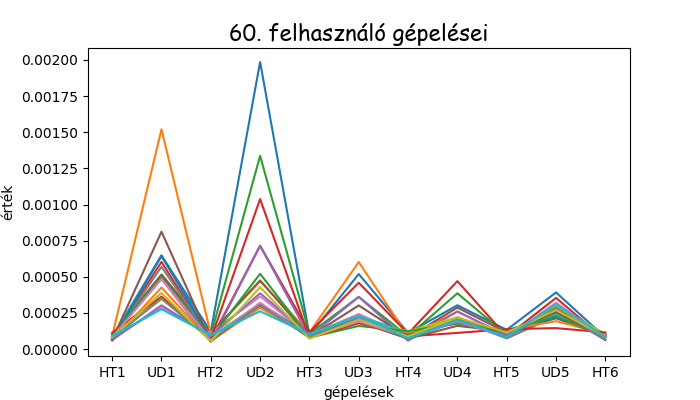 60. felhasználó gépelései
0.00200
0.00175
0.00150
0.00125
0.00100
0.00075
0.00050
0.00025
0.00000
érték
HT1 UD1 HT2 UD2 HT3 UD3 HT4 UD4 HT5 UD5 HT6
gépelések